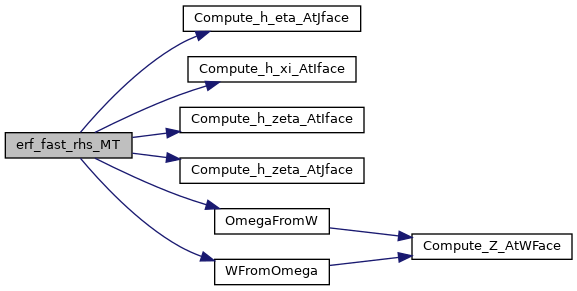 Compute_h_eta_AtJface
Compute_h_xi_AtIface
Compute_h_zeta_AtIface
erf_fast_rhs_MT
Compute_h_zeta_AtJface
OmegaFromW
Compute_Z_AtWFace
WFromOmega